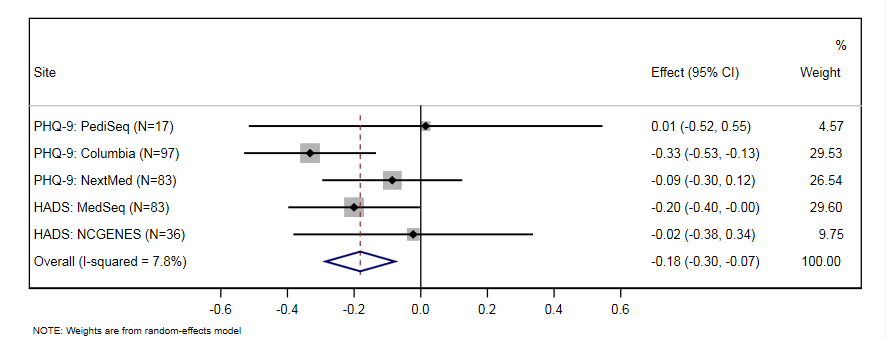 %
Site Effect (95% CI) Weight
PHQ-9: PediSeq (N=17) 0.01 (-0.52, 0.55) 4.57
PHQ-9: Columbia (N=97) -0.33 (-0.53, -0.13) 29.53
PHQ-9: NextMed (N=83) -0.09 (-0.30, 0.12) 26.54
HADS: MedSeq (N=83) -0.20 (-0.40, -0.00) 29.60
HADS: NCGENES (N=36) -0.02 (-0.38, 0.34) 9.75
Overall (I-squared = 7.8%) -0.18 (-0.30, -0.07) 100.00
-0.6 -0.4 -0.2 0.0 0.2 0.4 0.6
NOTE: Weights are from random-effects model